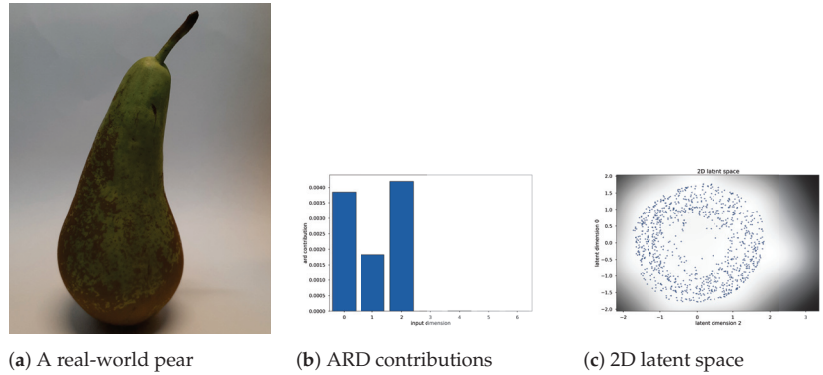 0.0040
0.0035
0.0030
0.0025
0.0020
0.0015
0.0010
0.0005
0.0000
ard contribution
0 1 2 3 4 5 6
input dimension
2D latent space
2.0
1.5
1.0
0.5
0.0
−0.5
−1.0
−1.5
−2.0
latent dimension 0
−2 −1 0 1 2 3
latent dimension 2
(a) A real-world pear
(b) ARD contributions
(c) 2D latent space